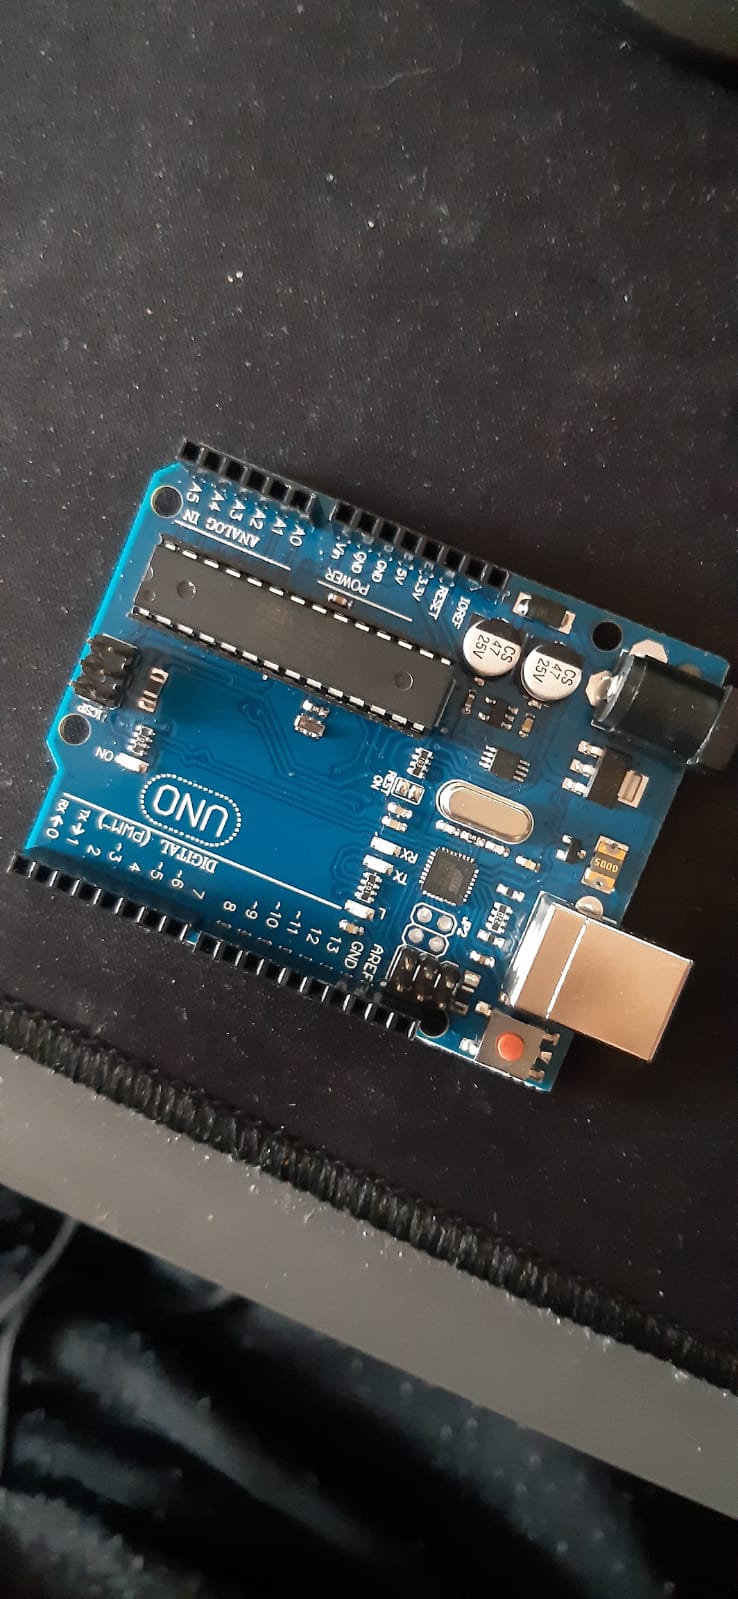 A5
A4
A3
A2
A1
A0
ANALOG IN
Vin
GND
GND
5V
3.3V
RESET
IOREF
POWER
CS
47
25V
CS
47
25V
ICSP
ON
UNO
DIGITAL (PWM~)
RX←0
TX→1
2
~3
4
~5
~6
7
8
~9
~10
~11
12
13
GND
AREF
L
TX
RX
JP2